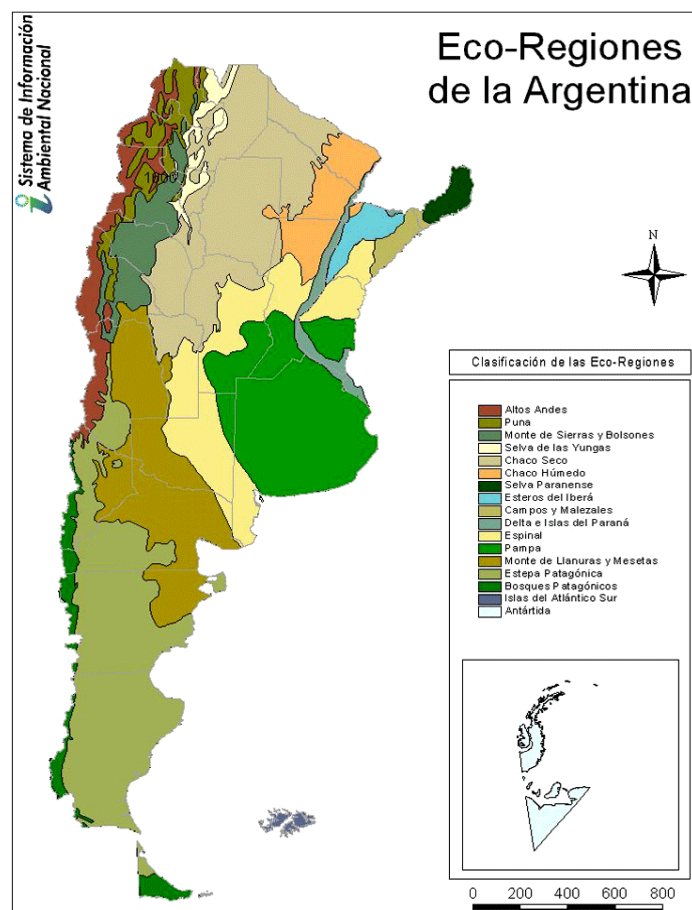 Sistema de Información
Ambiental Nacional
Eco-Regiones
de la Argentina
N
Clasificación de las Eco-Regiones
Altos Andes
Puna
Monte de Sierras y Bolsones
Selva de las Yungas
Chaco Seco
Chaco Húmedo
Selva Paranense
Esteros del Iberá
Campos y Malezales
Delta e Islas del Paraná
Espinal
Pampa
Monte de Llanuras y Mesetas
Estepa Patagónica
Bosques Patagónicos
Islas del Atlántico Sur
Antártida
0 200 400 600 800